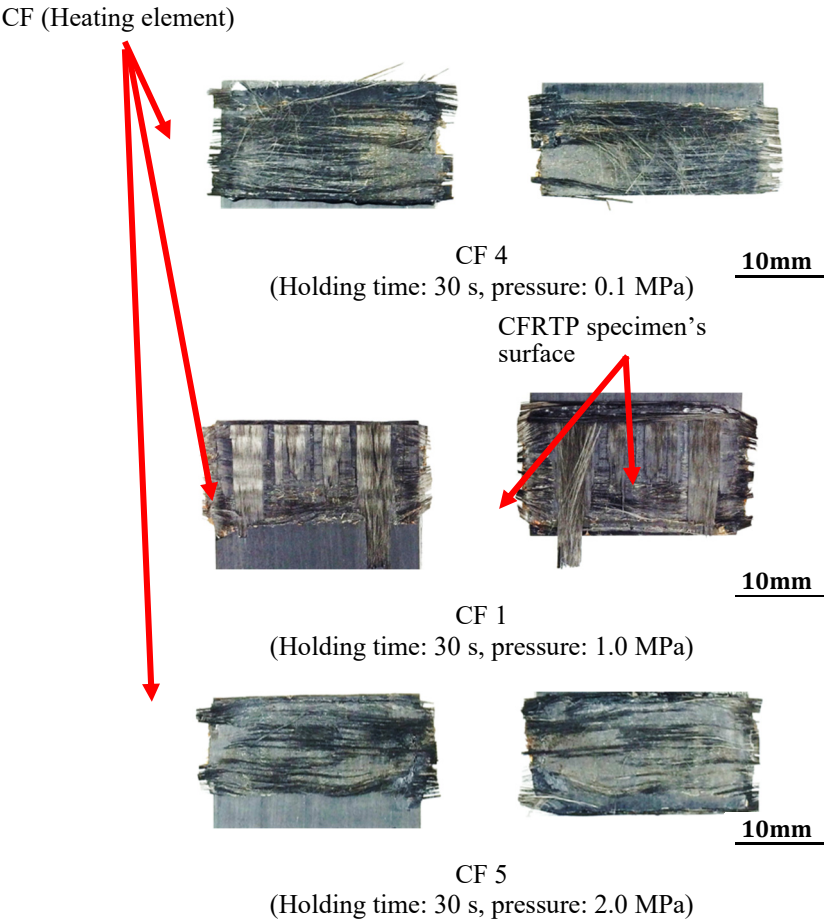 CF (Heating element)
CF 4
10mm
(Holding time: 30 s, pressure: 0.1 MPa)
CFRTP specimen’s
surface
10mm
CF 1
(Holding time: 30 s, pressure: 1.0 MPa)
10mm
CF 5
(Holding time: 30 s, pressure: 2.0 MPa)